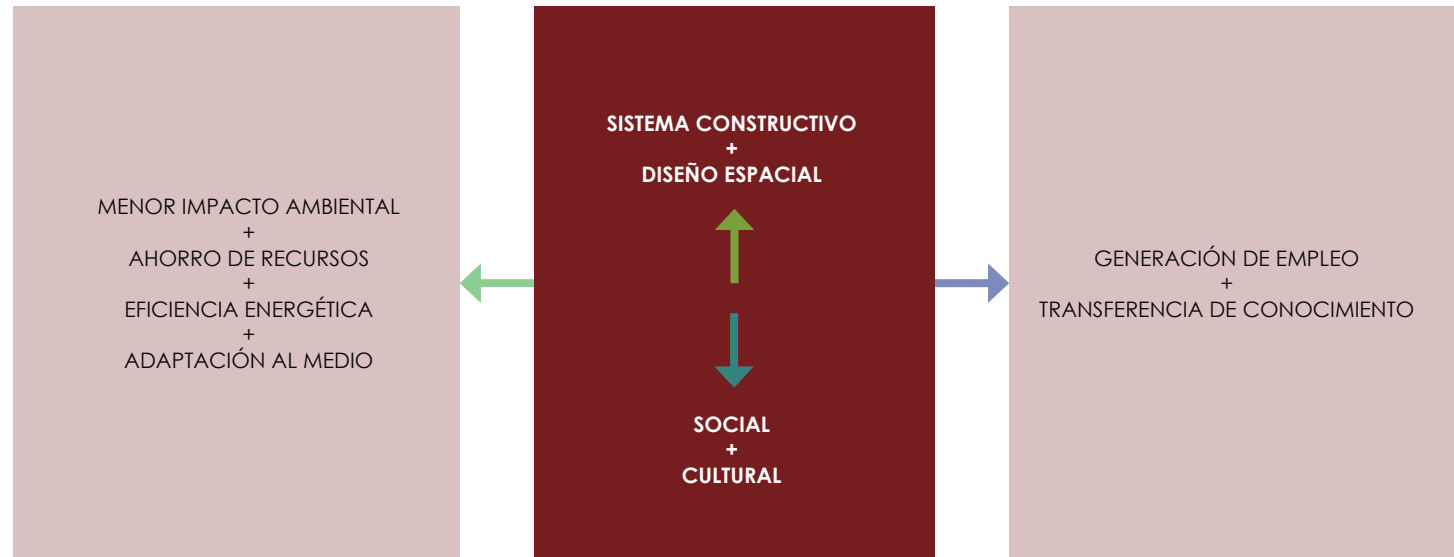 MENOR IMPACTO AMBIENTAL
+
AHORRO DE RECURSOS
+
EFICIENCIA ENERGÉTICA
+
ADAPTACIÓN AL MEDIO
SISTEMA CONSTRUCTIVO
+
DISEÑO ESPACIAL
SOCIAL
+
CULTURAL
GENERACIÓN DE EMPLEO
+
TRANSFERENCIA DE CONOCIMIENTO